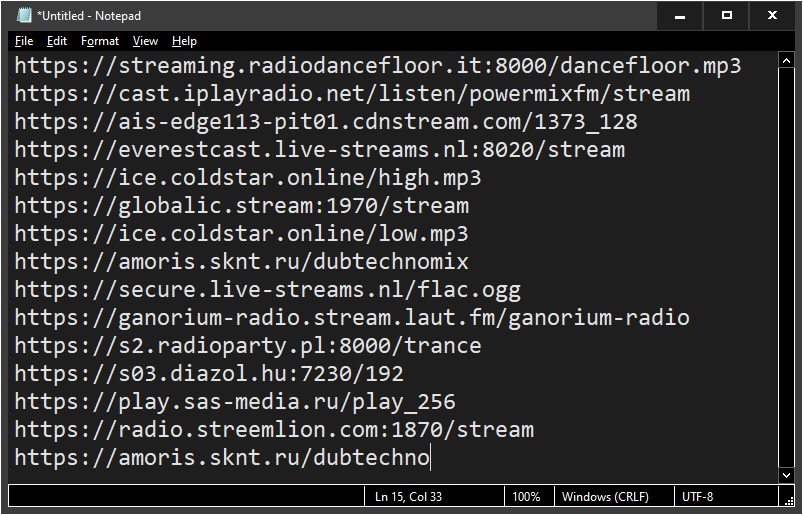 *Untitled - Notepad
File Edit Format View Help
https://streaming.radiodancefloor.it:8000/dancefloor.mp3
https://cast.iplayradio.net/listen/powermixfm/stream
https://ais-edge113-pit01.cdnstream.com/1373_128
https://everestcast.live-streams.nl:8020/stream
https://ice.coldstar.online/high.mp3
https://globalic.stream:1970/stream
https://ice.coldstar.online/low.mp3
https://amoris.sknt.ru/dubtechnomix
https://secure.live-streams.nl/flac.ogg
https://ganorium-radio.stream.laut.fm/ganorium-radio
https://s2.radioparty.pl:8000/trance
https://s03.diazol.hu:7230/192
https://play.sas-media.ru/play_256
https://radio.streemlion.com:1870/stream
https://amoris.sknt.ru/dubtechno
Ln 15, Col 33 100% Windows (CRLF) UTF-8